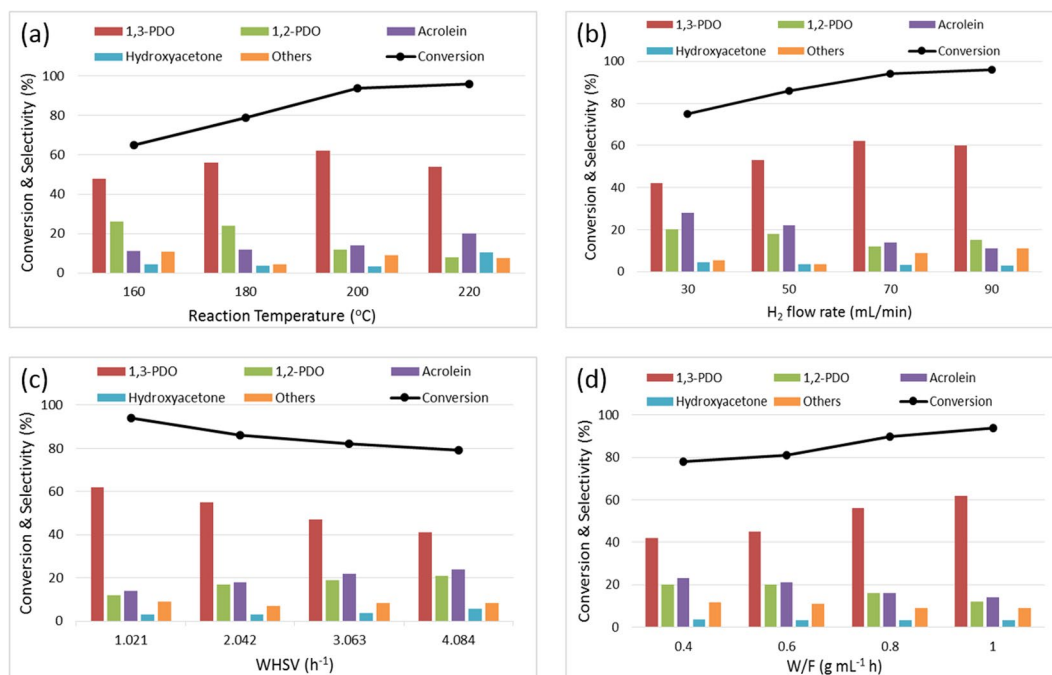 (a)
1,3-PDO 1,2-PDO Acrolein
Hydroxyacetone Others Conversion
Conversion & Selectivity (%)
100
80
60
40
20
0
160 180 200 220
Reaction Temperature (°C)
(b)
1,3-PDO 1,2-PDO Acrolein
Hydroxyacetone Others Conversion
Conversion & Selectivity (%)
100
80
60
40
20
0
30 50 70 90
H₂ flow rate (mL/min)
(c)
1,3-PDO 1,2-PDO Acrolein
Hydroxyacetone Others Conversion
Conversion & Selectivity (%)
100
80
60
40
20
0
1.021 2.042 3.063 4.084
WHSV (h⁻¹)
(d)
1,3-PDO 1,2-PDO Acrolein
Hydroxyacetone Others Conversion
Conversion & Selectivity (%)
100
80
60
40
20
0
0.4 0.6 0.8 1
W/F (g mL⁻¹ h)